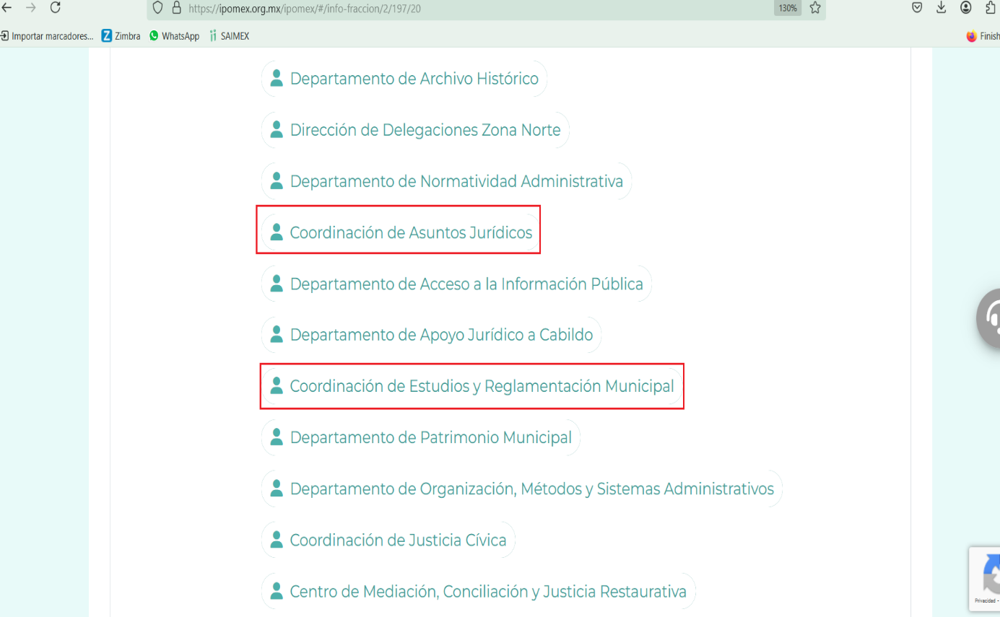 https://ipomex.org.mx/ipomex/#/info-fraccion/2/197/20
130%
Importar marcadores...
Zimbra
WhatsApp
SAIMEX
Finish
Departamento de Archivo Histórico
Dirección de Delegaciones Zona Norte
Departamento de Normatividad Administrativa
Coordinación de Asuntos Jurídicos
Departamento de Acceso a la Información Pública
Departamento de Apoyo Jurídico a Cabildo
Coordinación de Estudios y Reglamentación Municipal
Departamento de Patrimonio Municipal
Departamento de Organización, Métodos y Sistemas Administrativos
Coordinación de Justicia Cívica
Centro de Mediación, Conciliación y Justicia Restaurativa
Privacidad -